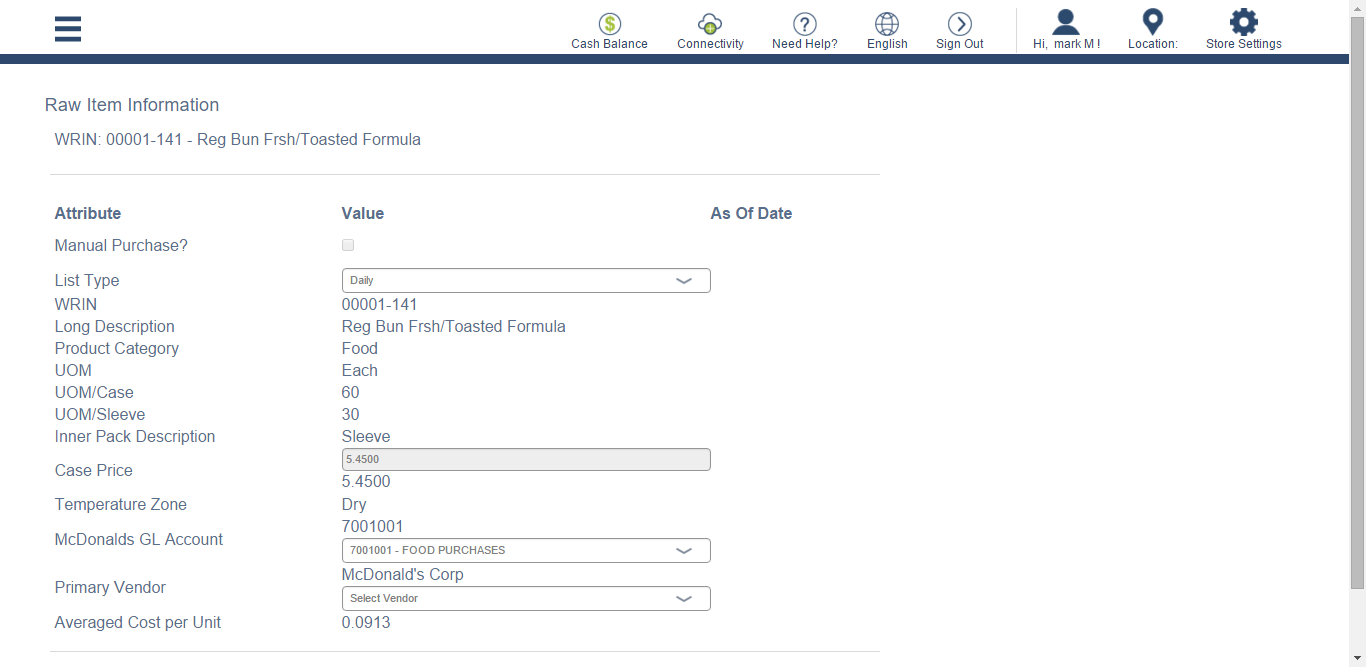 Cash Balance Connectivity Need Help? English Sign Out Hi, mark M ! Location: Store Settings
Raw Item Information
WRIN: 00001-141 - Reg Bun Frsh/Toasted Formula
Attribute Value As Of Date
Manual Purchase?
List Type Daily
WRIN 00001-141
Long Description Reg Bun Frsh/Toasted Formula
Product Category Food
UOM Each
UOM/Case 60
UOM/Sleeve 30
Inner Pack Description Sleeve
5.4500
Case Price
5.4500
Temperature Zone Dry
7001001
McDonalds GL Account
7001001 - FOOD PURCHASES
McDonald's Corp
Primary Vendor
Select Vendor
Averaged Cost per Unit 0.0913